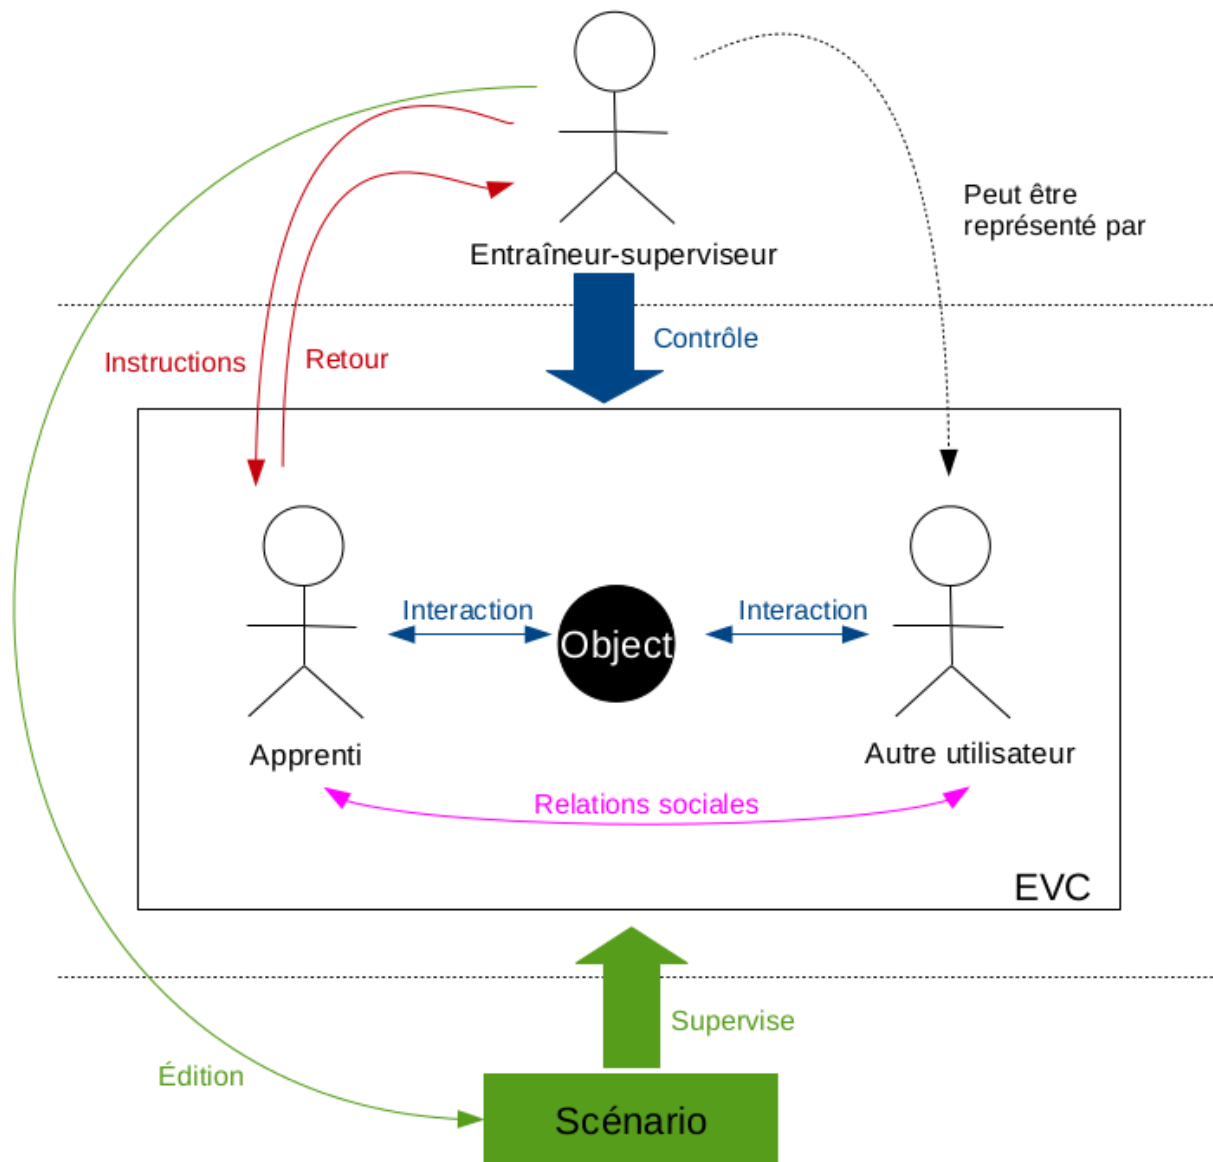 Peut être
représenté par
Entraîneur-superviseur
Contrôle
Instructions
Retour
Interaction
Interaction
Object
Apprenti
Autre utilisateur
Relations sociales
EVC
Supervise
Édition
Scénario